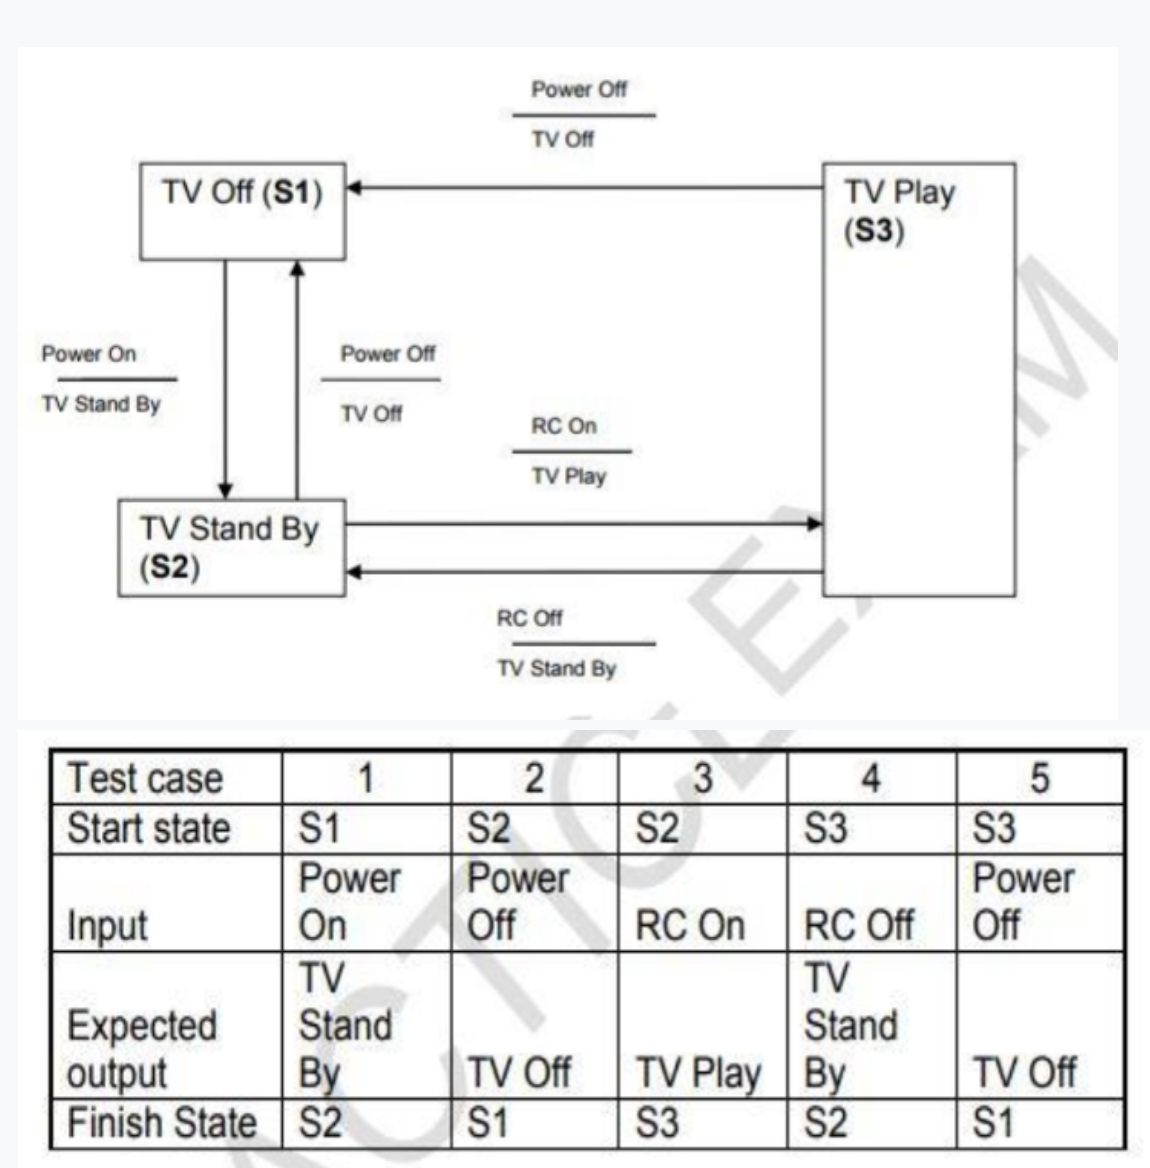 Power Off
TV Off
TV Off (S1)
TV Play
(S3)
Power On
TV Stand By
Power Off
TV Off
RC On
TV Play
TV Stand By
(S2)
RC Off
TV Stand By
Test case 1 2 3 4 5
Start state S1 S2 S2 S3 S3
Input Power On Power Off RC On RC Off Power Off
Expected output TV Stand By TV Off TV Play TV Stand By TV Off
Finish State S2 S1 S3 S2 S1